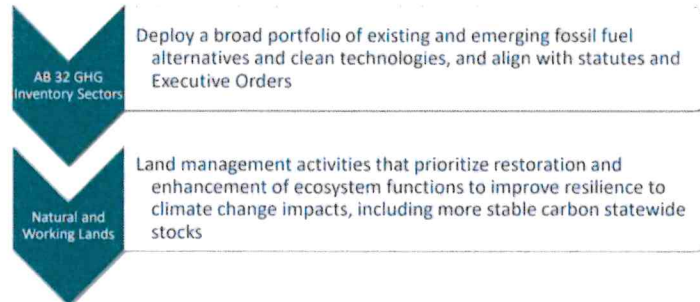 AB 32 GHG
Inventory Sectors
Deploy a broad portfolio of existing and emerging fossil fuel
alternatives and clean technologies, and align with statutes and
Executive Orders
Natural and
Working Lands
Land management activities that prioritize restoration and
enhancement of ecosystem functions to improve resilience to
climate change impacts, including more stable carbon statewide
stocks